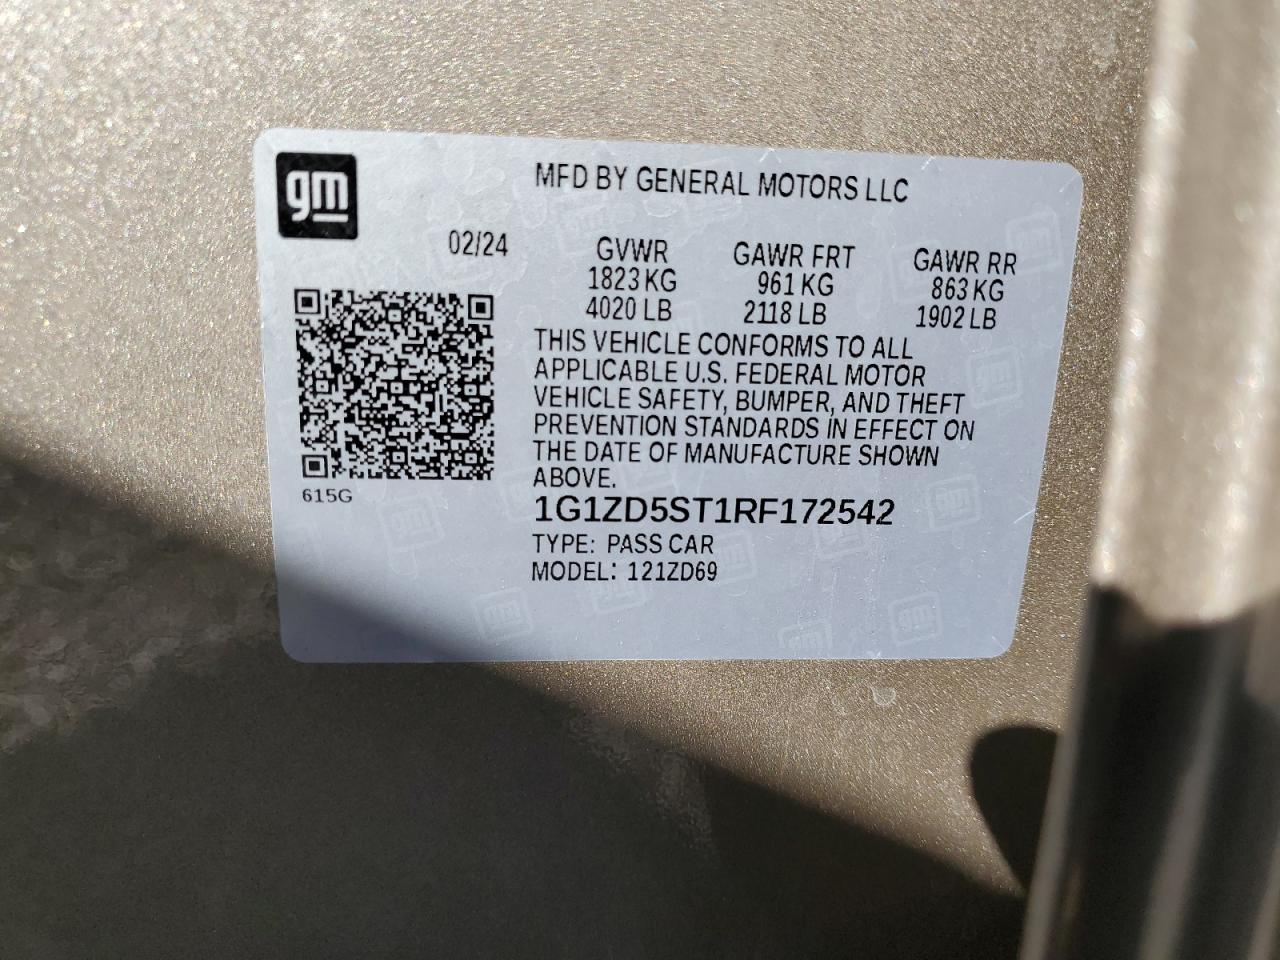 gm
MFD BY GENERAL MOTORS LLC
02/24
GVWR GAWR FRT GAWR RR
1823 KG 961 KG 863 KG
4020 LB 2118 LB 1902 LB
THIS VEHICLE CONFORMS TO ALL
APPLICABLE U.S. FEDERAL MOTOR
VEHICLE SAFETY, BUMPER, AND THEFT
PREVENTION STANDARDS IN EFFECT ON
THE DATE OF MANUFACTURE SHOWN
ABOVE.
615G
1G1ZD5ST1RF172542
TYPE: PASS CAR
MODEL: 121ZD69